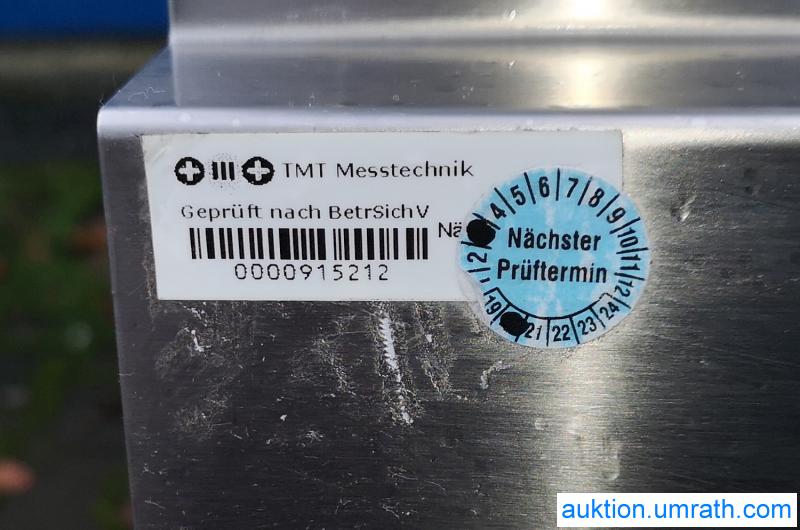 TMT Messtechnik
Geprüft nach BetrSichV
0000915212
Nä
2 4 5 6 7 8 9 10 11 12
Nächster
Prüftermin
19 21 22 23 24
auktion.umrath.com